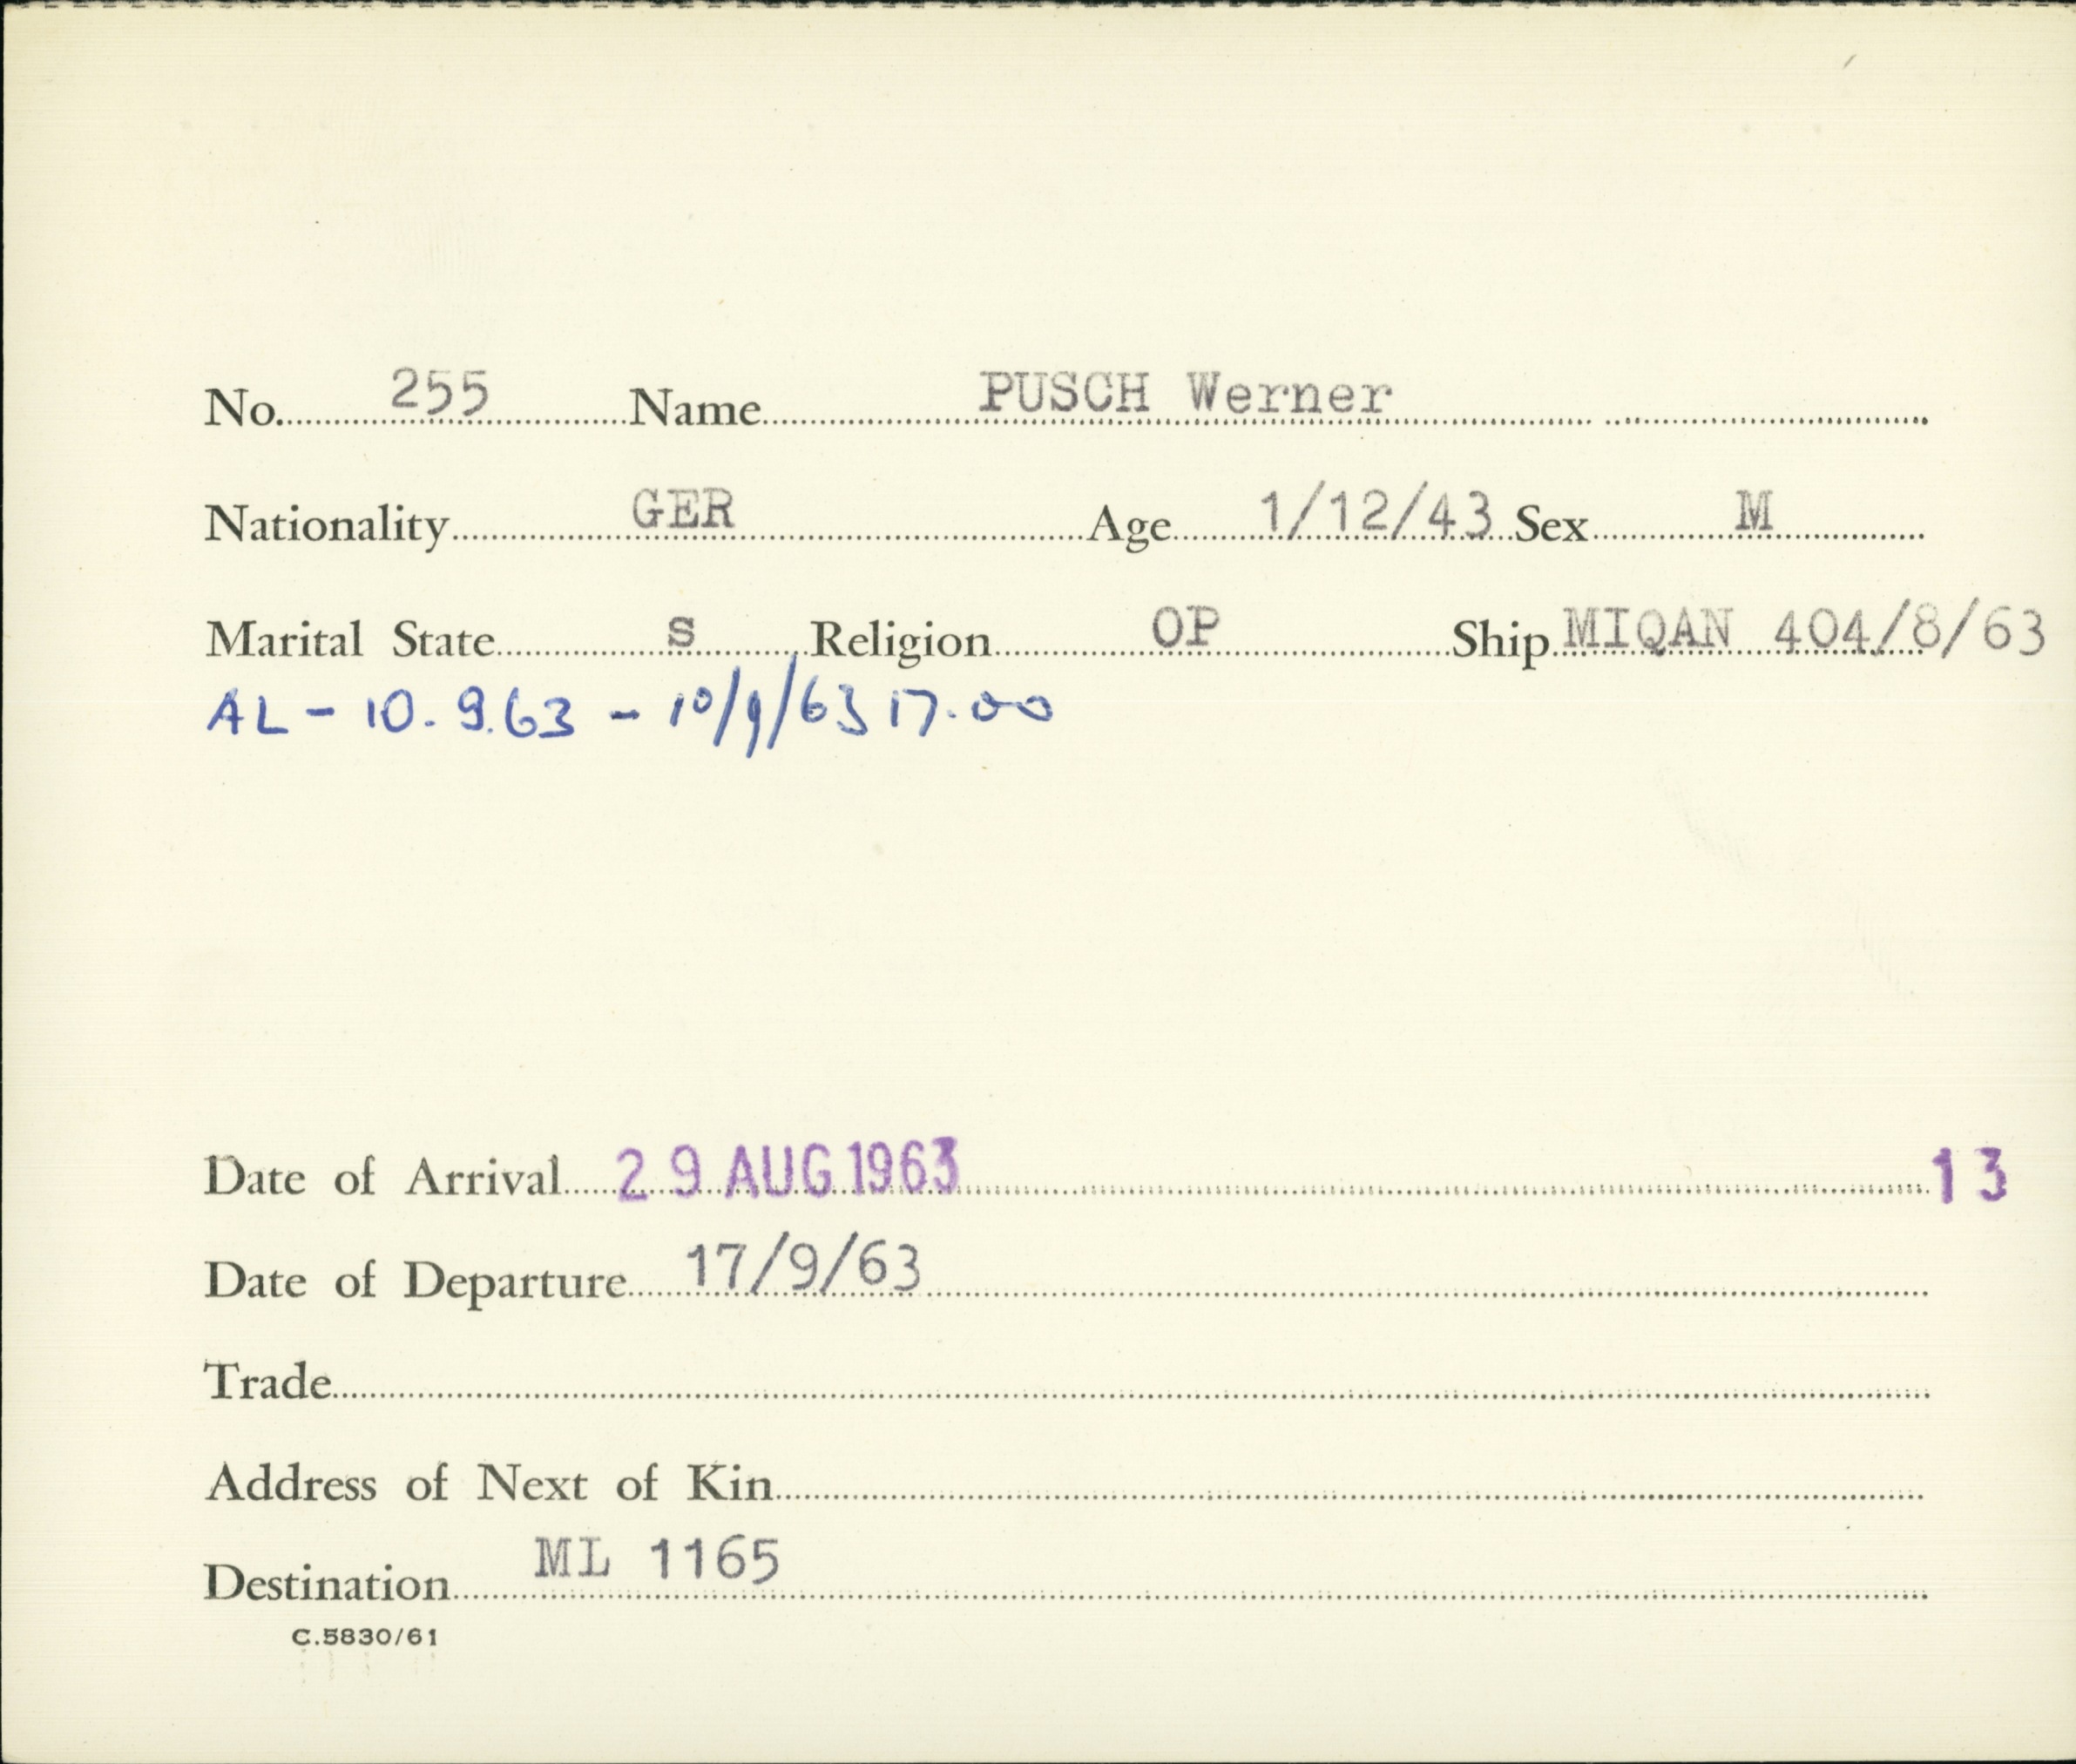 No. 255 Name PUSCH Werner
Nationality GER Age 1/12/43 Sex M
Marital State S Religion OP Ship MIQAN 404/8/63
AL - 10.9.63 - 10/9/63 17.00
Date of Arrival 29 AUG 1963 13
Date of Departure 17/9/63
Trade
Address of Next of Kin
Destination ML 1165
C.5830/61